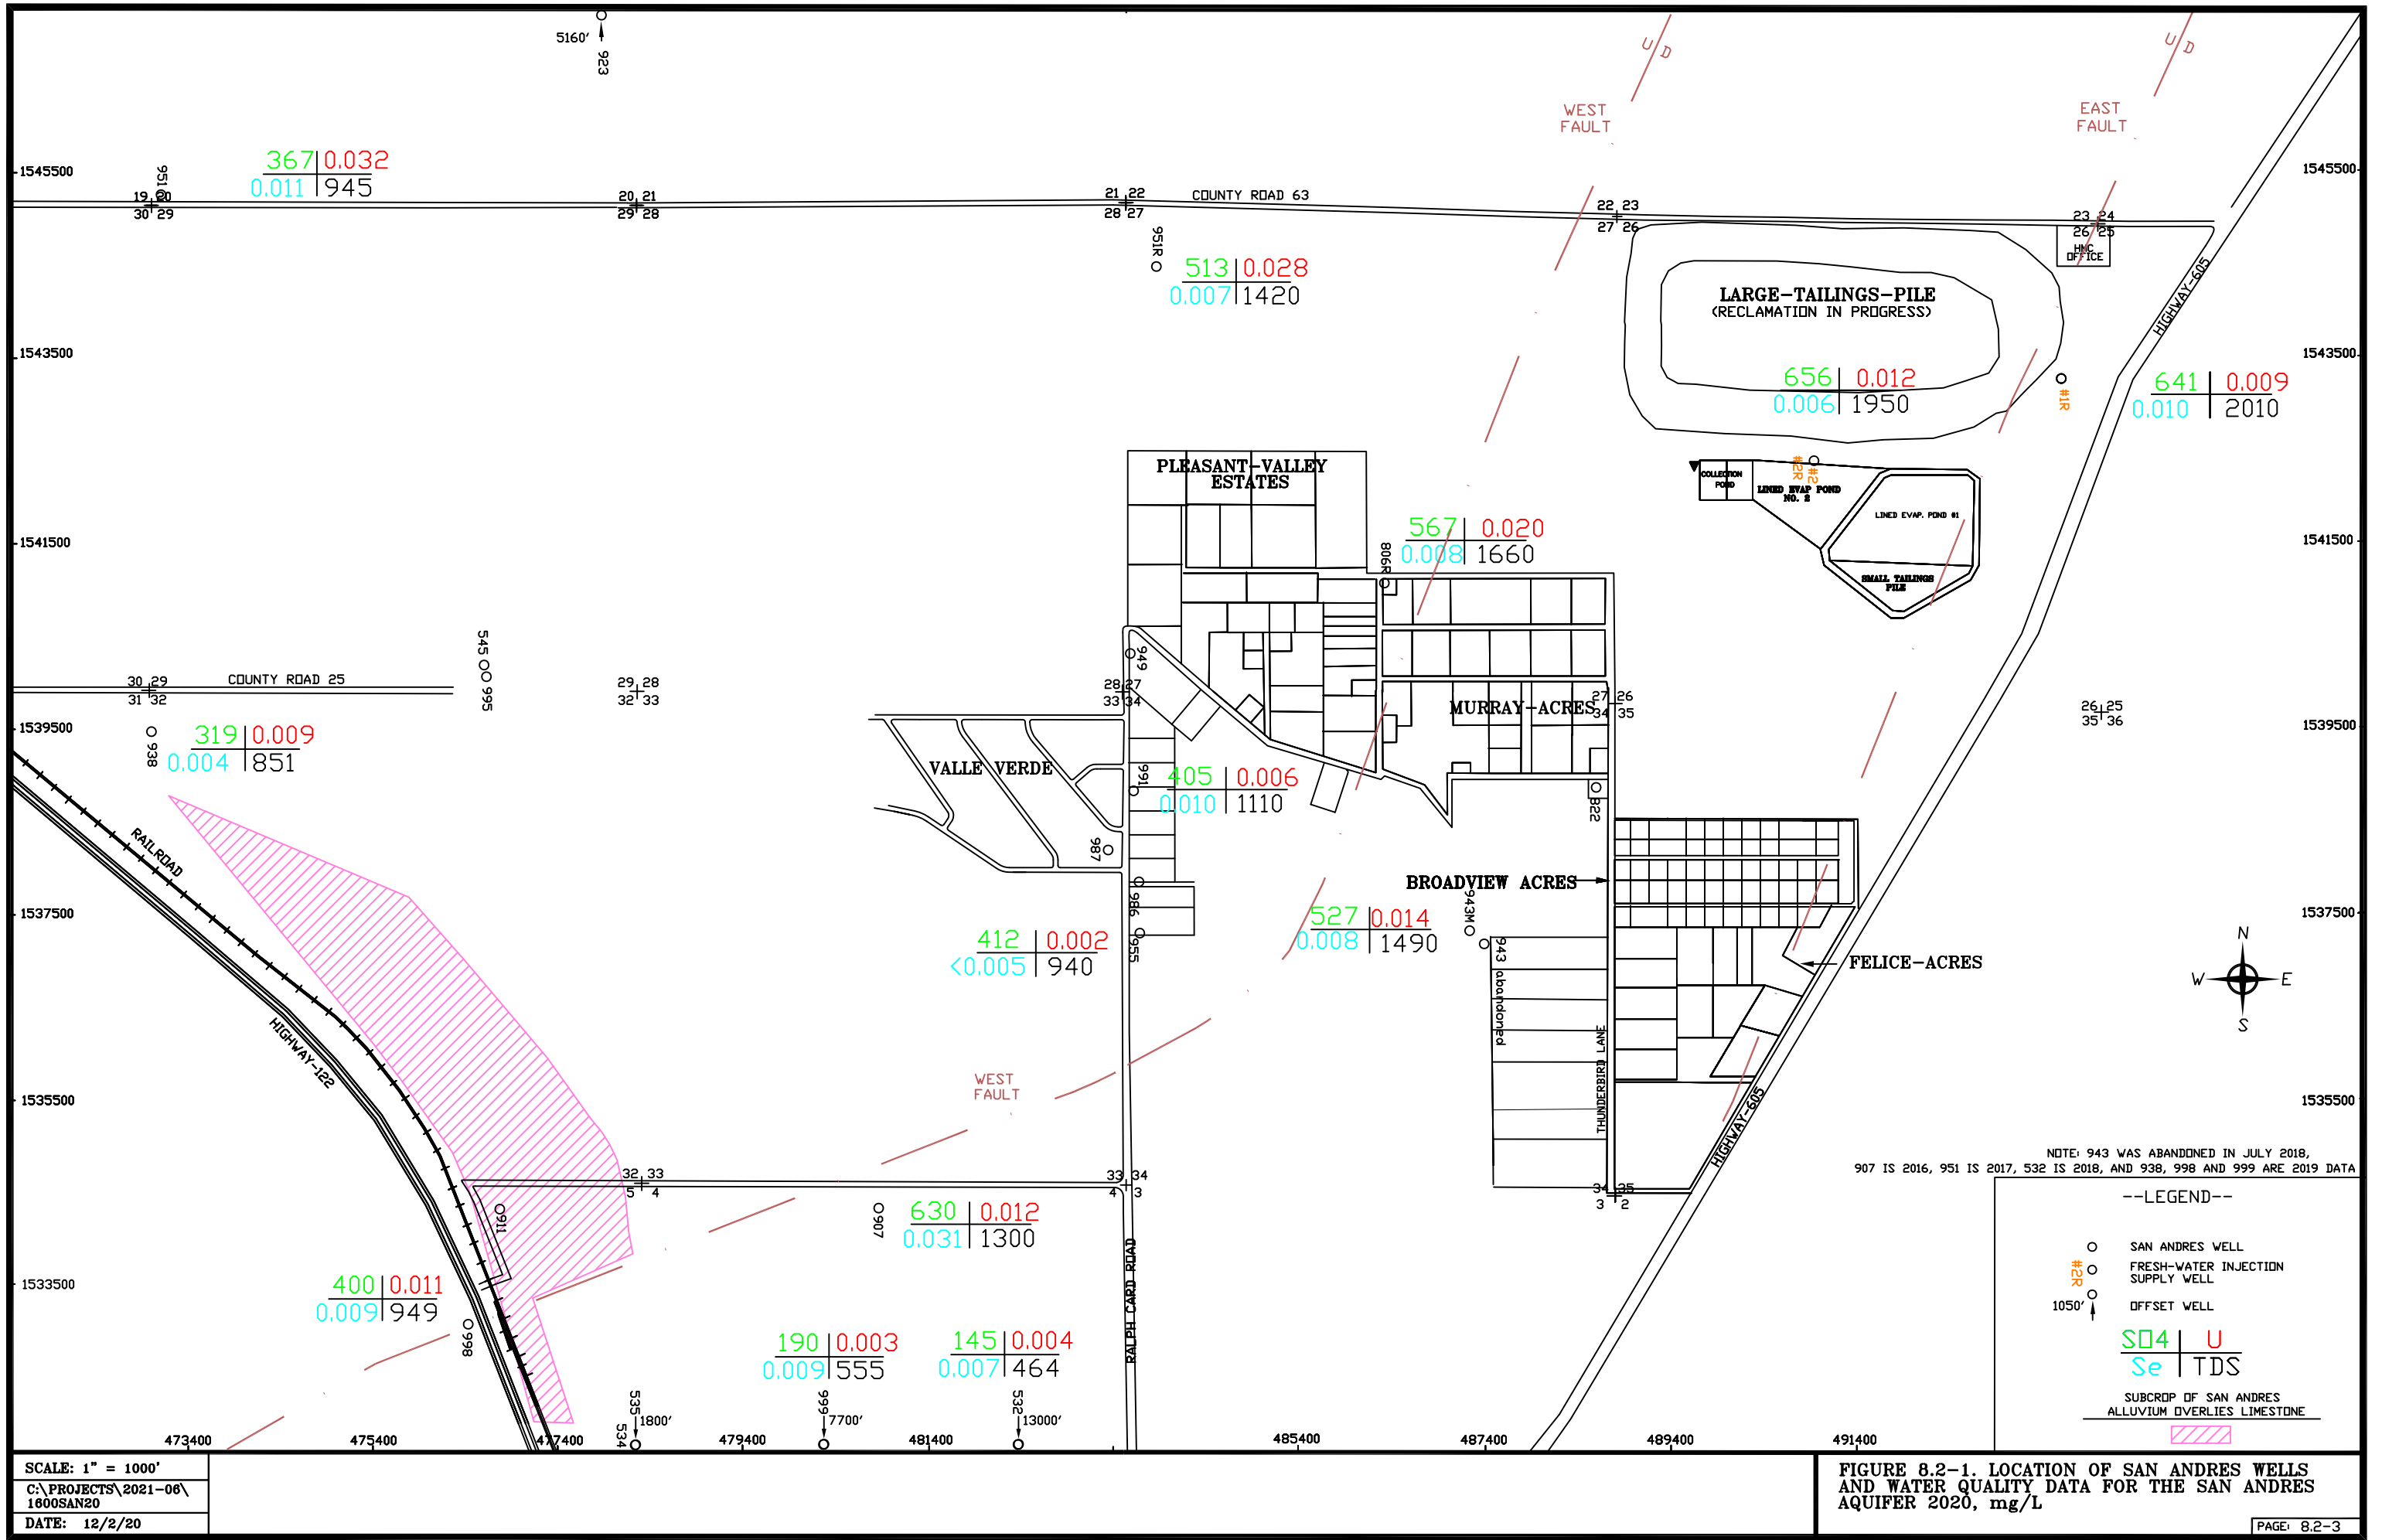 5160'
923
U D
U D
WEST
FAULT
EAST
FAULT
367 0.032
0.011 945
1545500
1545500
951
19 20
30 29
20 21
29 28
21 22
28 27
COUNTY ROAD 63
22 23
27 26
23 24
26 25
HMC
OFFICE
951R
513 0.028
0.007 1420
LARGE-TAILINGS-PILE
(RECLAMATION IN PROGRESS)
HIGHWAY-605
1543500
1543500
656 0.012
0.006 1950
#1R
641 0.009
0.010 2010
PLEASANT-VALLEY
ESTATES
COLLECTION
POND
#2R
#2
LINED EVAP POND
NO. 2
LINED EVAP. POND #1
SMALL TAILINGS
PILE
567 0.020
0.008 1660
806R
1541500
1541500
545
995
949
30 29
31 32
COUNTY ROAD 25
29 28
32 33
28 27
33 34
27 26
34 35
26 25
35 36
MURRAY-ACRES
1539500
1539500
938
319 0.009
0.004 851
VALLE VERDE
991
405 0.006
0.010 1110
822
987
RAILROAD
986
955
BROADVIEW ACRES
943M
943 abandoned
1537500
1537500
527 0.014
0.008 1490
412 0.002
<0.005 940
FELICE-ACRES
N
W E
S
HIGHWAY-122
WEST
FAULT
THUNDERBIRD LANE
1535500
1535500
HIGHWAY-605
NOTE: 943 WAS ABANDONED IN JULY 2018,
907 IS 2016, 951 IS 2017, 532 IS 2018, AND 938, 998 AND 999 ARE 2019 DATA
32 33
5 4
33 34
4 3
34 35
3 2
911
907
630 0.012
0.031 1300
RALPH CARD ROAD
1533500
400 0.011
0.009 949
998
190 0.003
0.009 555
145 0.004
0.007 464
--LEGEND--
SAN ANDRES WELL
#2R
FRESH-WATER INJECTION
SUPPLY WELL
1050'
OFFSET WELL
SO4 U
Se TDS
SUBCROP OF SAN ANDRES
ALLUVIUM OVERLIES LIMESTONE
535
1800'
534
999
7700'
532
13000'
473400 475400 477400 479400 481400 485400 487400 489400 491400
SCALE: 1" = 1000'
C:\PROJECTS\2021-06\
1600SAN20
DATE: 12/2/20
FIGURE 8.2-1. LOCATION OF SAN ANDRES WELLS
AND WATER QUALITY DATA FOR THE SAN ANDRES
AQUIFER 2020, mg/L
PAGE: 8.2-3